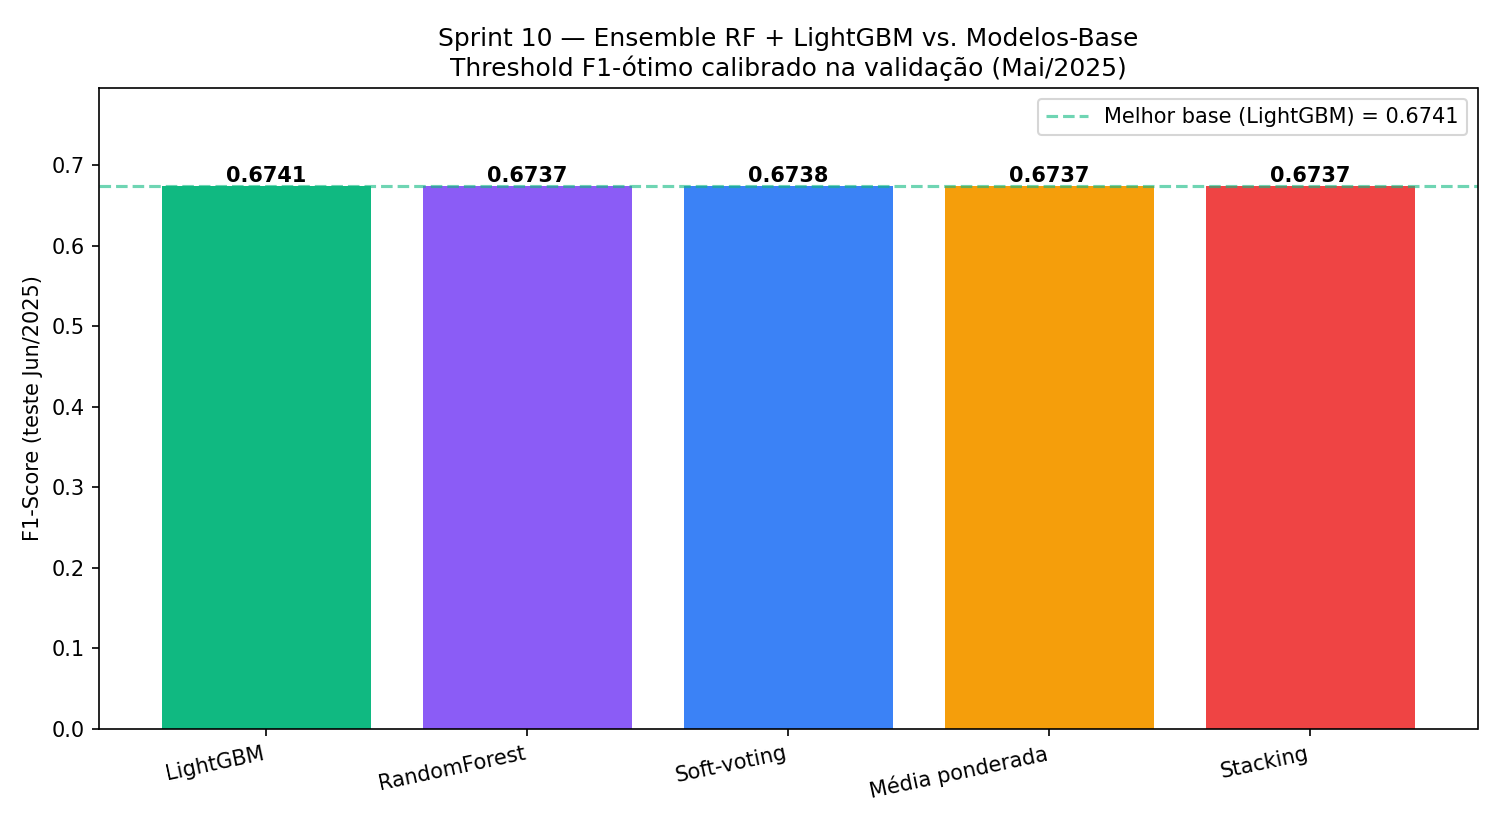 Sprint 10 — Ensemble RF + LightGBM vs. Modelos-Base
Threshold F1-ótimo calibrado na validação (Mai/2025)
Melhor base (LightGBM) = 0.6741
F1-Score (teste Jun/2025)
0.7
0.6
0.5
0.4
0.3
0.2
0.1
0.0
0.6741
0.6737
0.6738
0.6737
0.6737
LightGBM
RandomForest
Soft-voting
Média ponderada
Stacking